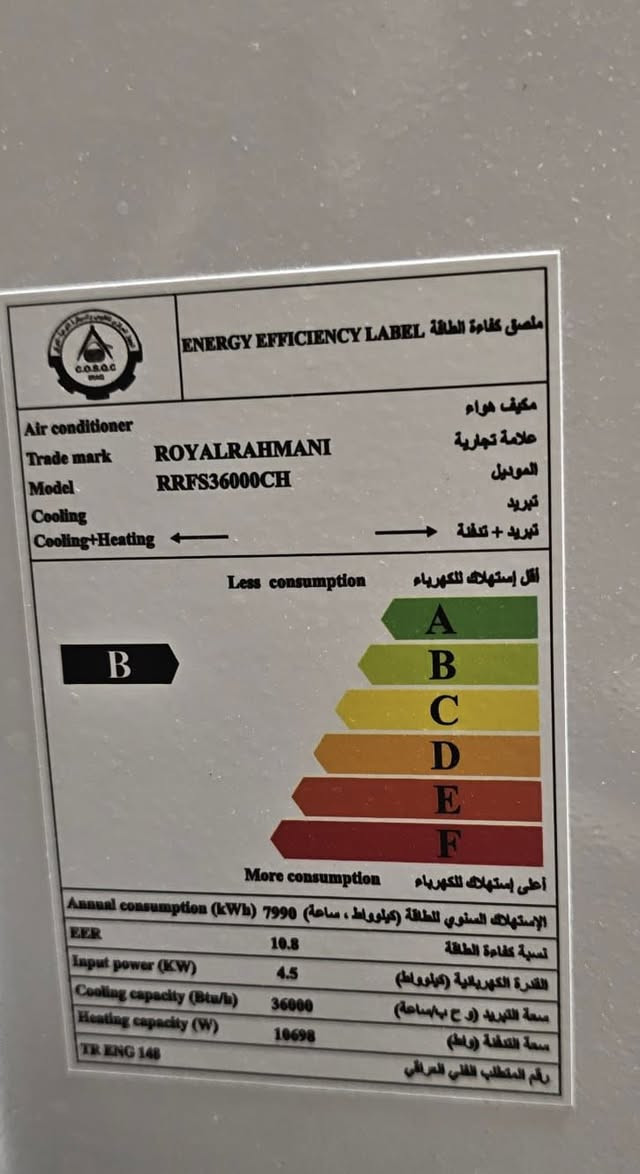 C.O.S.Q.C
IRAQ
ENERGY EFFICIENCY LABEL ملصق كفاءة الطاقة
Air conditioner مكيف هواء
Trade mark ROYALRAHMANI علامة تجارية
Model RRFS36000CH الموديل
Cooling تبريد
Cooling+Heating تبريد + تدفئة
Less consumption أقل إستهلاك للكهرباء
A
B B
C
D
E
F
More consumption أعلى إستهلاك للكهرباء
Annual consumption (kWh) 7990 الإستهلاك السنوي للطاقة (كيلوواط ، ساعة)
EER 10.8 نسبة كفاءة الطاقة
Input power (KW) 4.5 القدرة الكهربائية (كيلوواط)
Cooling capacity (Btu/h) 36000 سعة التبريد (و ح ب/ساعة)
Heating capacity (W) 10698 سعة التدفئة (واط)
TR ENG 148 رقم المتطلب الفني العراقي